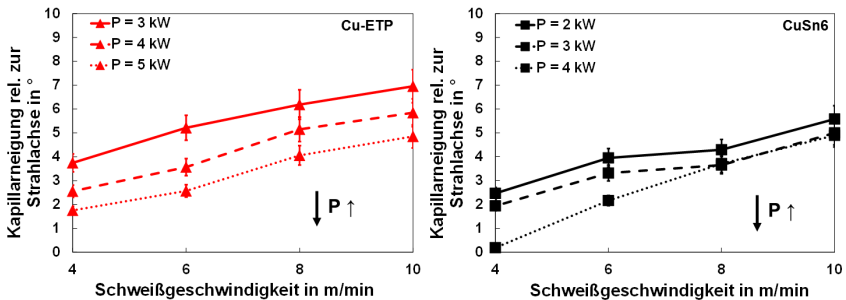 Cu-ETP
P = 3 kW
P = 4 kW
P = 5 kW
Kapillarneigung rel. zur
Strahlachse in °
10
9
8
7
6
5
4
3
2
1
0
P ↑
4
6
8
10
Schweißgeschwindigkeit in m/min
CuSn6
P = 2 kW
P = 3 kW
P = 4 kW
Kapillarneigung rel. zur
Strahlachse in °
10
9
8
7
6
5
4
3
2
1
0
P ↑
4
6
8
10
Schweißgeschwindigkeit in m/min